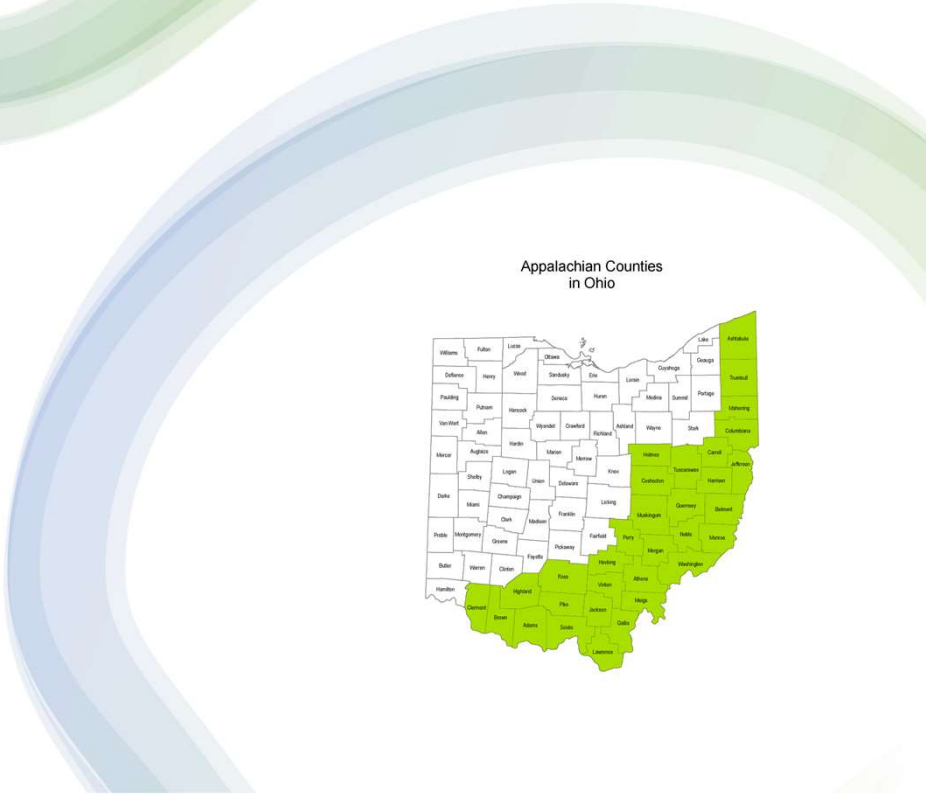 Appalachian Counties
in Ohio
Lake
Ashtabula
Williams
Fulton
Lucas
Ottawa
Geauga
Cuyahoga
Defiance
Henry
Wood
Sandusky
Erie
Lorain
Trumbull
Paulding
Putnam
Hancock
Seneca
Huron
Medina
Summit
Portage
Mahoning
Van Wert
Allen
Wyandot
Crawford
Richland
Ashland
Wayne
Stark
Columbiana
Mercer
Auglaize
Hardin
Marion
Morrow
Holmes
Carroll
Jefferson
Shelby
Logan
Union
Delaware
Knox
Coshocton
Tuscarawas
Harrison
Darke
Miami
Champaign
Clark
Madison
Franklin
Licking
Muskingum
Guernsey
Belmont
Preble
Montgomery
Greene
Fayette
Pickaway
Fairfield
Perry
Morgan
Noble
Monroe
Butler
Warren
Clinton
Ross
Hocking
Vinton
Athens
Washington
Hamilton
Clermont
Highland
Pike
Jackson
Meigs
Brown
Adams
Scioto
Gallia
Lawrence